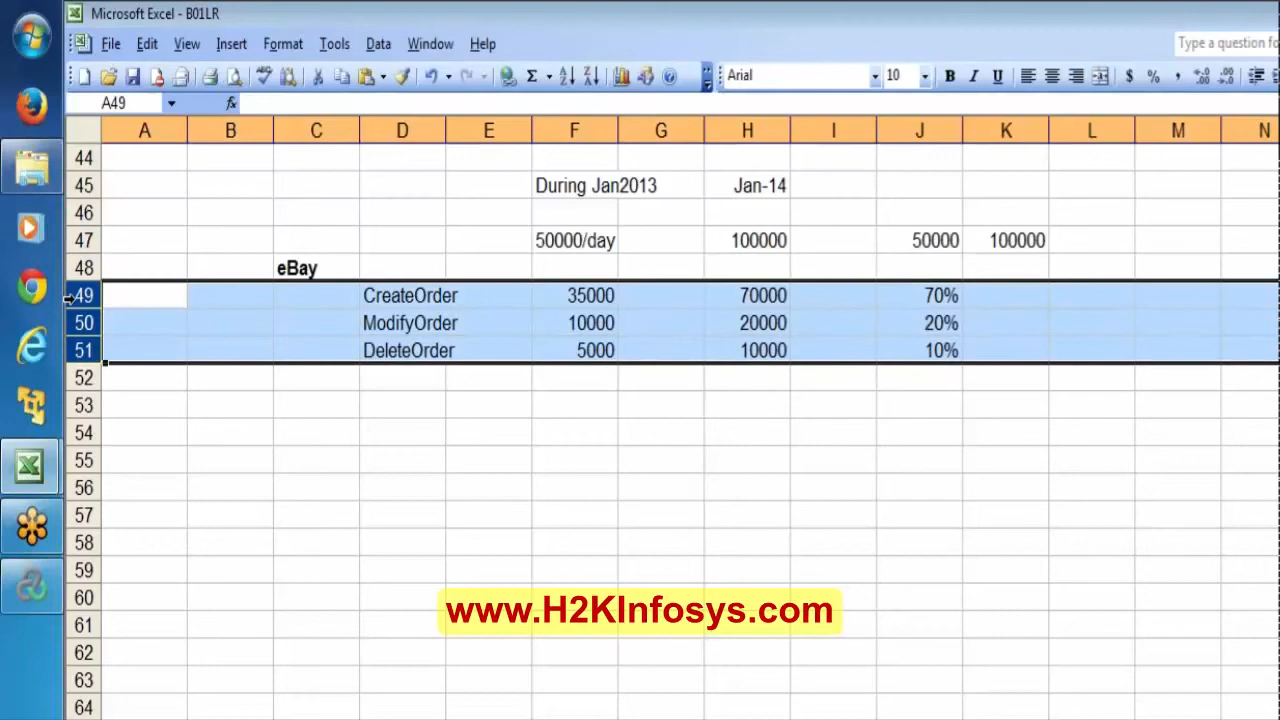 Microsoft Excel - B01LR
File Edit View Insert Format Tools Data Window Help
Type a question fo
Arial 10 B I U $ % ,
A49 fx
A B C D E F G H I J K L M N
44
45 During Jan2013 Jan-14
46
47 50000/day 100000 50000 100000
48 eBay
49 CreateOrder 35000 70000 70%
50 ModifyOrder 10000 20000 20%
51 DeleteOrder 5000 10000 10%
52
53
54
55
56
57
58
59
60
www.H2KInfosys.com
61
62
63
64